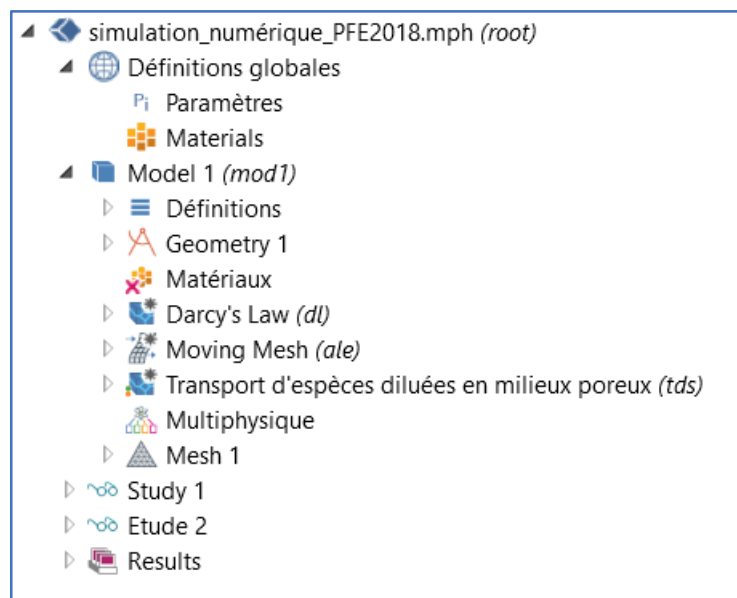 simulation_numérique_PFE2018.mph (root)
Définitions globales
Pi Paramètres
Materials
Model 1 (mod1)
Définitions
Geometry 1
Matériaux
Darcy's Law (dl)
Moving Mesh (ale)
Transport d'espèces diluées en milieux poreux (tds)
Multiphysique
Mesh 1
Study 1
Etude 2
Results